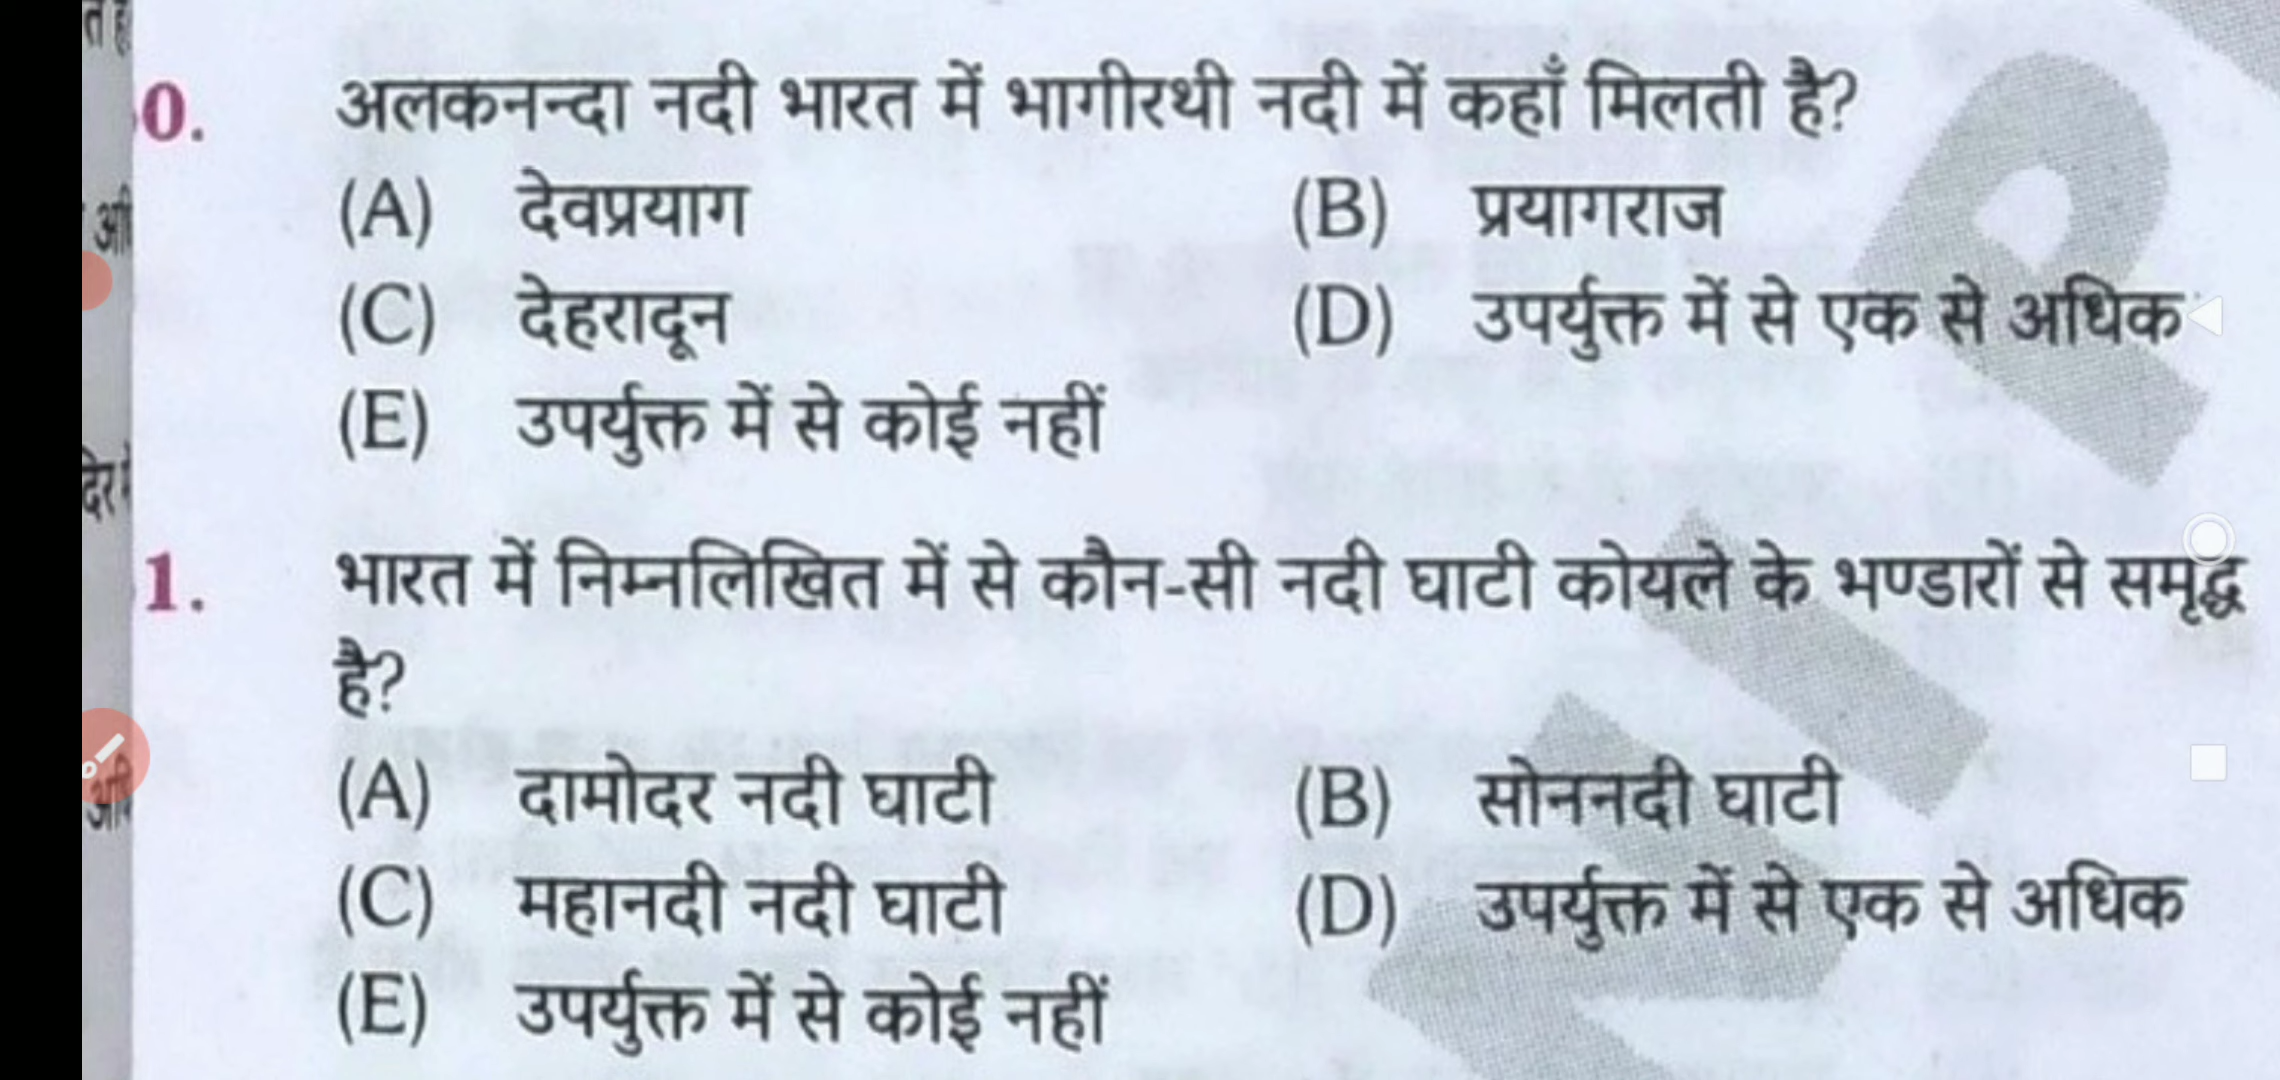 0. अलकनन्दा नदी भारत में भागीरथी नदी में कहाँ मिलती है?
(A) देवप्रयाग (B) प्रयागराज
(C) देहरादून (D) उपर्युक्त में से एक से अधिक
(E) उपर्युक्त में से कोई नहीं
1. भारत में निम्नलिखित में से कौन-सी नदी घाटी कोयले के भण्डारों से समृद्ध
है?
(A) दामोदर नदी घाटी (B) सोननदी घाटी
(C) महानदी नदी घाटी (D) उपर्युक्त में से एक से अधिक
(E) उपर्युक्त में से कोई नहीं